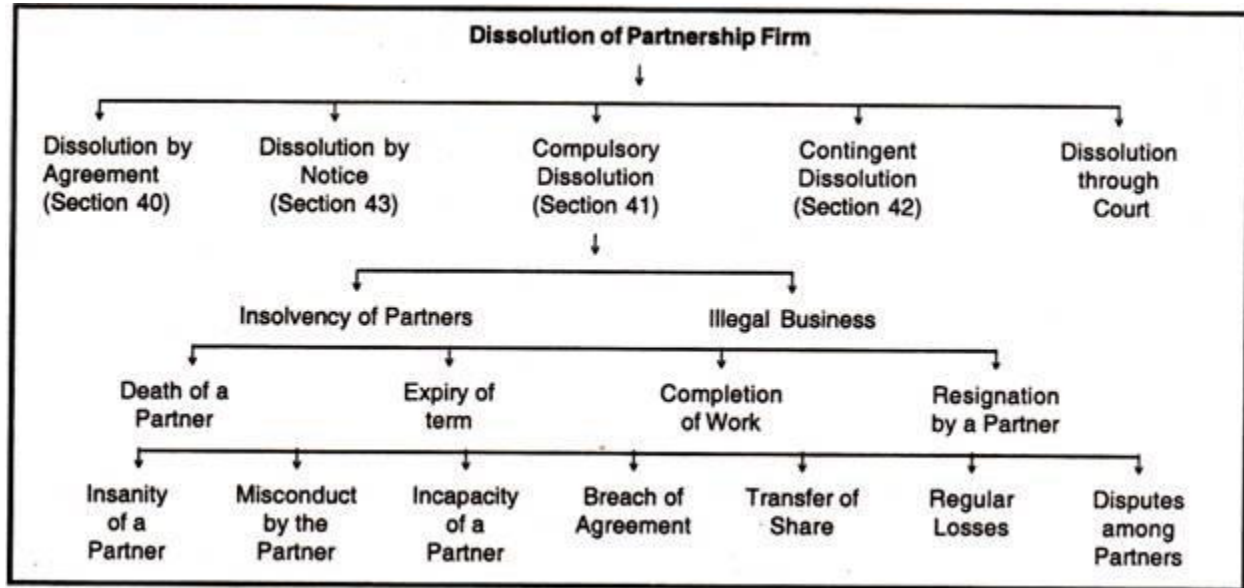 Dissolution of Partnership Firm
Dissolution by
Agreement
(Section 40)
Dissolution by
Notice
(Section 43)
Compulsory
Dissolution
(Section 41)
Contingent
Dissolution
(Section 42)
Dissolution
through
Court
Insolvency of Partners
Illegal Business
Death of a
Partner
Expiry of
term
Completion
of Work
Resignation
by a Partner
Insanity
of a
Partner
Misconduct
by the
Partner
Incapacity
of a
Partner
Breach of
Agreement
Transfer of
Share
Regular
Losses
Disputes
among
Partners